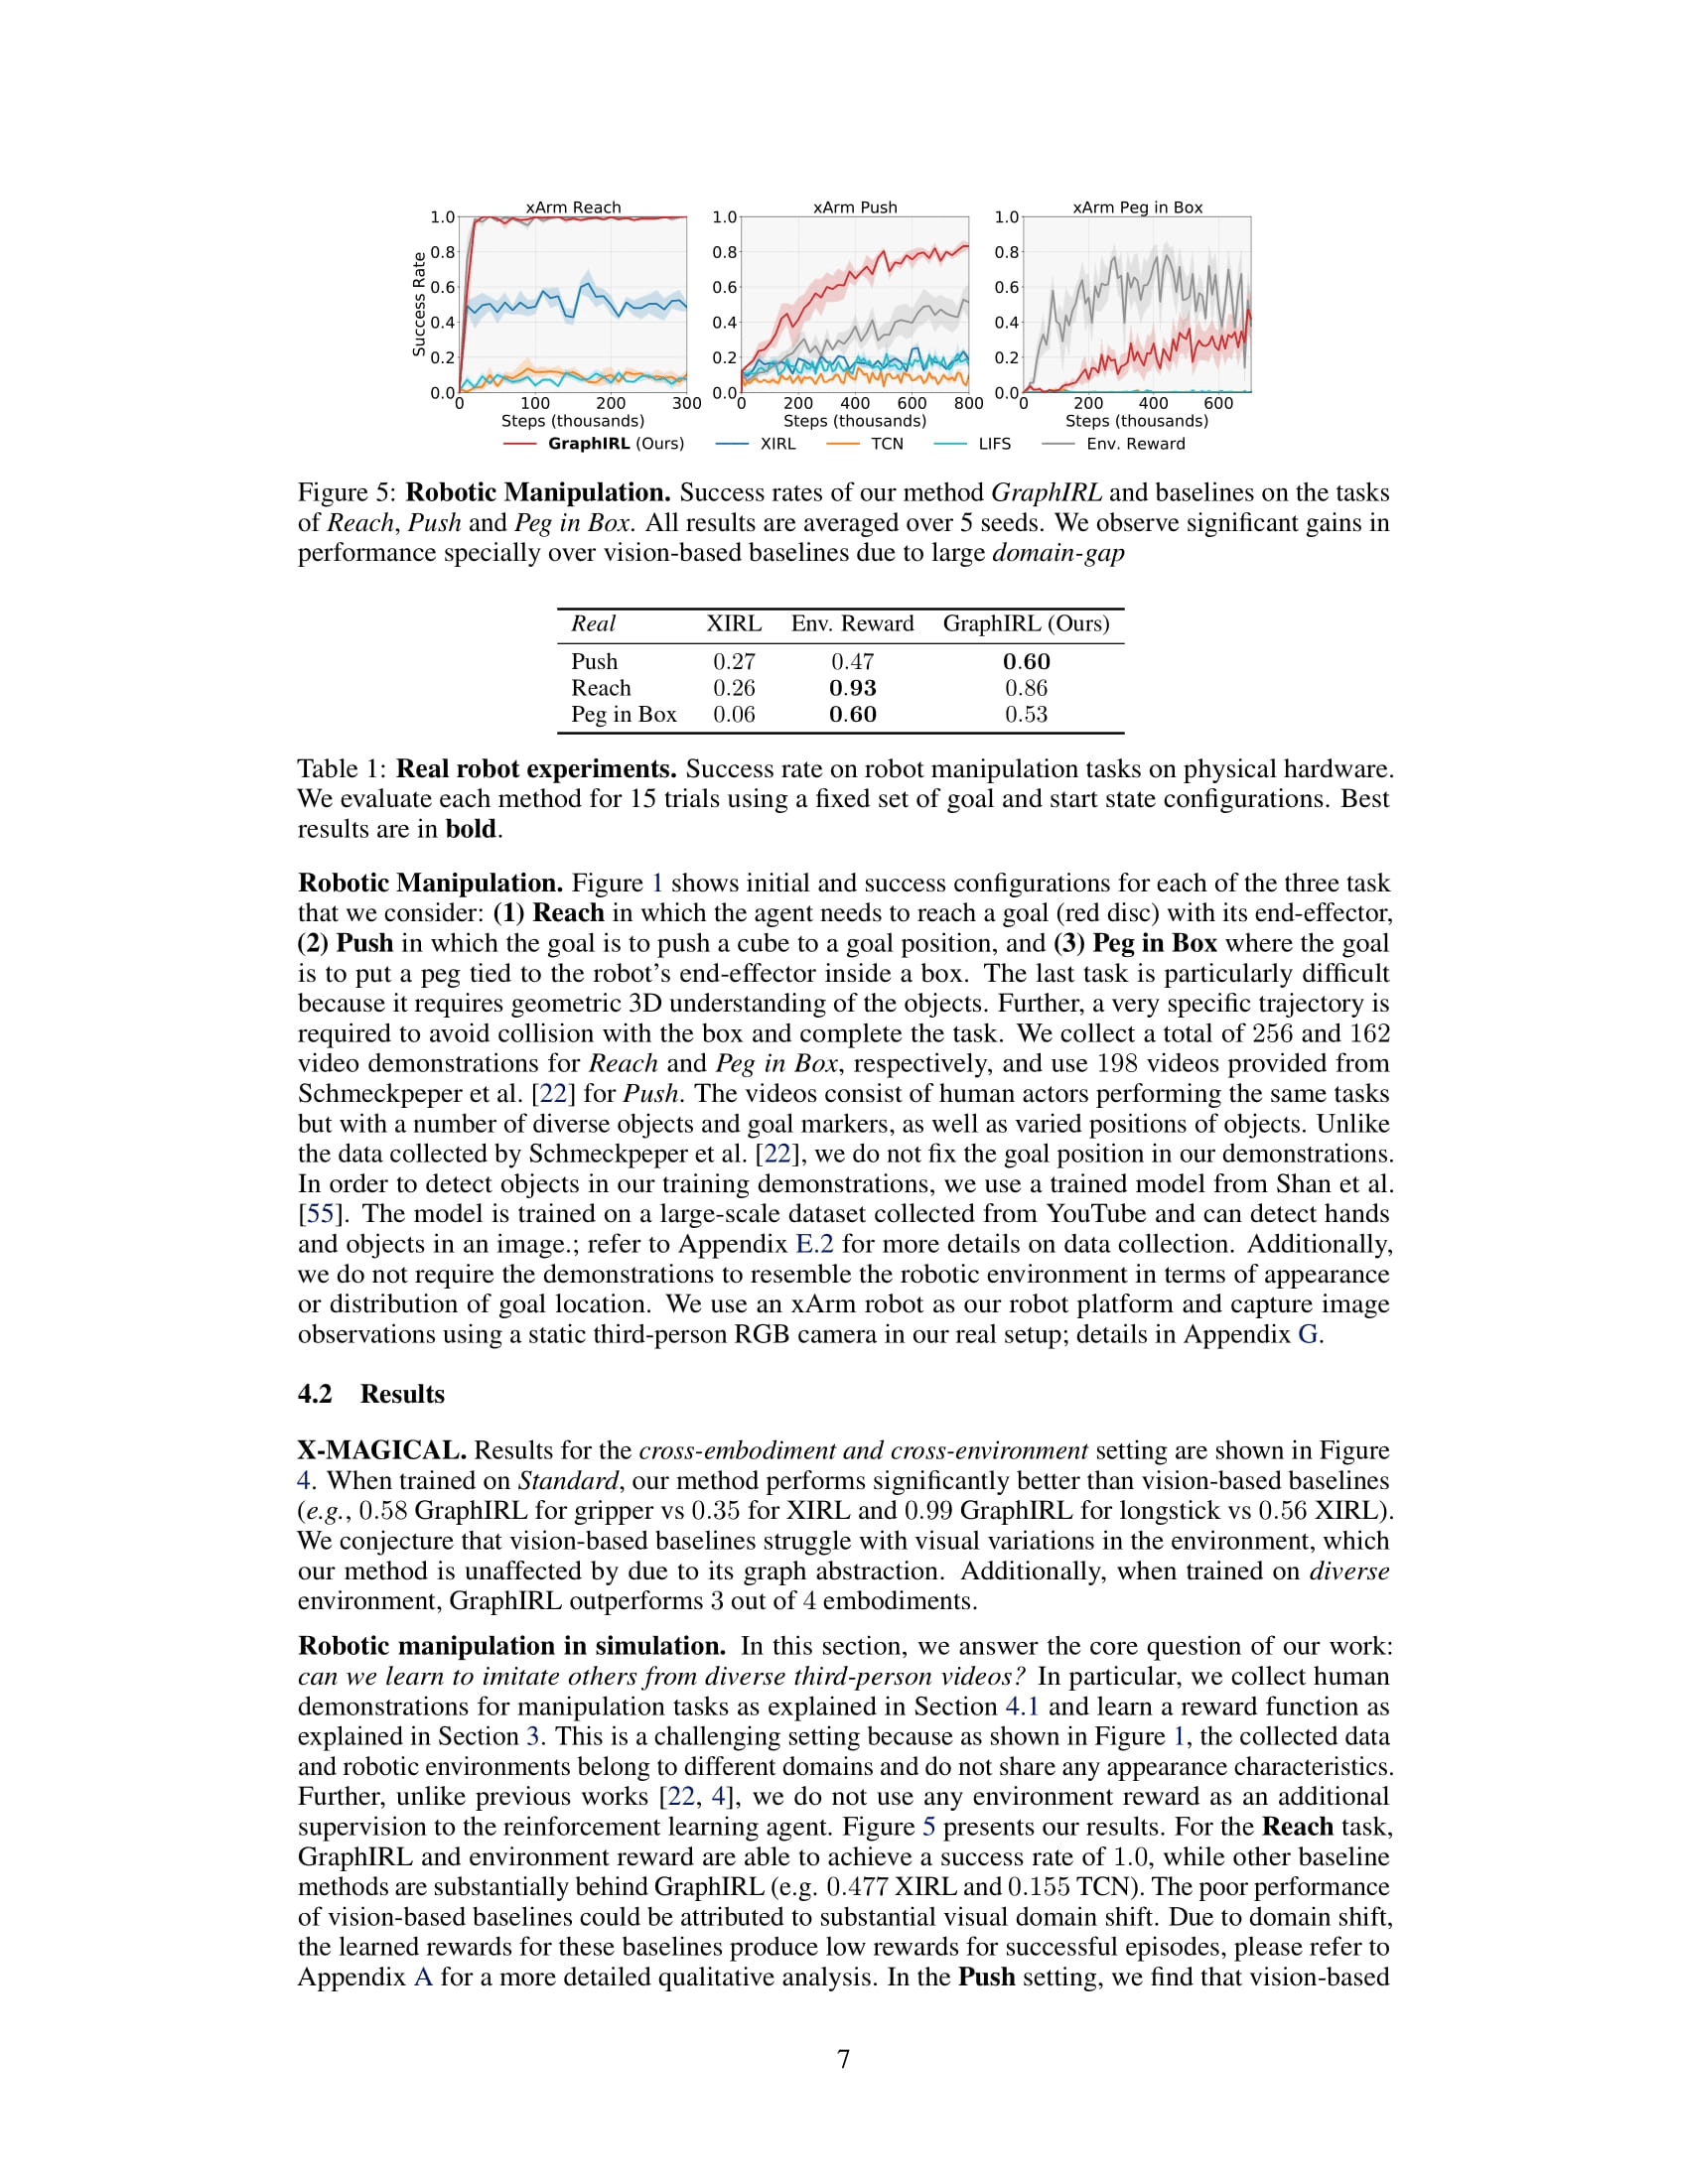 xArm Reach
xArm Push
xArm Peg in Box
Success Rate
1.0
0.8
0.6
0.4
0.2
0.0
0
100
200
300
Steps (thousands)
1.0
0.8
0.6
0.4
0.2
0.0
0
200
400
600
800
Steps (thousands)
1.0
0.8
0.6
0.4
0.2
0.0
0
200
400
600
Steps (thousands)
GraphIRL (Ours) XIRL TCN LIFS Env. Reward
Figure 5: Robotic Manipulation. Success rates of our method GraphIRL and baselines on the tasks
of Reach, Push and Peg in Box. All results are averaged over 5 seeds. We observe significant gains in
performance specially over vision-based baselines due to large domain-gap
Real XIRL Env. Reward GraphIRL (Ours)
Push 0.27 0.47 0.60
Reach 0.26 0.93 0.86
Peg in Box 0.06 0.60 0.53
Table 1: Real robot experiments. Success rate on robot manipulation tasks on physical hardware.
We evaluate each method for 15 trials using a fixed set of goal and start state configurations. Best
results are in bold.
Robotic Manipulation. Figure 1 shows initial and success configurations for each of the three task
that we consider: (1) Reach in which the agent needs to reach a goal (red disc) with its end-effector,
(2) Push in which the goal is to push a cube to a goal position, and (3) Peg in Box where the goal
is to put a peg tied to the robot's end-effector inside a box. The last task is particularly difficult
because it requires geometric 3D understanding of the objects. Further, a very specific trajectory is
required to avoid collision with the box and complete the task. We collect a total of 256 and 162
video demonstrations for Reach and Peg in Box, respectively, and use 198 videos provided from
Schmeckpeper et al. [22] for Push. The videos consist of human actors performing the same tasks
but with a number of diverse objects and goal markers, as well as varied positions of objects. Unlike
the data collected by Schmeckpeper et al. [22], we do not fix the goal position in our demonstrations.
In order to detect objects in our training demonstrations, we use a trained model from Shan et al.
[55]. The model is trained on a large-scale dataset collected from YouTube and can detect hands
and objects in an image.; refer to Appendix E.2 for more details on data collection. Additionally,
we do not require the demonstrations to resemble the robotic environment in terms of appearance
or distribution of goal location. We use an xArm robot as our robot platform and capture image
observations using a static third-person RGB camera in our real setup; details in Appendix G.
4.2 Results
X-MAGICAL. Results for the cross-embodiment and cross-environment setting are shown in Figure
4. When trained on Standard, our method performs significantly better than vision-based baselines
(e.g., 0.58 GraphIRL for gripper vs 0.35 for XIRL and 0.99 GraphIRL for longstick vs 0.56 XIRL).
We conjecture that vision-based baselines struggle with visual variations in the environment, which
our method is unaffected by due to its graph abstraction. Additionally, when trained on diverse
environment, GraphIRL outperforms 3 out of 4 embodiments.
Robotic manipulation in simulation. In this section, we answer the core question of our work:
can we learn to imitate others from diverse third-person videos? In particular, we collect human
demonstrations for manipulation tasks as explained in Section 4.1 and learn a reward function as
explained in Section 3. This is a challenging setting because as shown in Figure 1, the collected data
and robotic environments belong to different domains and do not share any appearance characteristics.
Further, unlike previous works [22, 4], we do not use any environment reward as an additional
supervision to the reinforcement learning agent. Figure 5 presents our results. For the Reach task,
GraphIRL and environment reward are able to achieve a success rate of 1.0, while other baseline
methods are substantially behind GraphIRL (e.g. 0.477 XIRL and 0.155 TCN). The poor performance
of vision-based baselines could be attributed to substantial visual domain shift. Due to domain shift,
the learned rewards for these baselines produce low rewards for successful episodes, please refer to
Appendix A for a more detailed qualitative analysis. In the Push setting, we find that vision-based
7